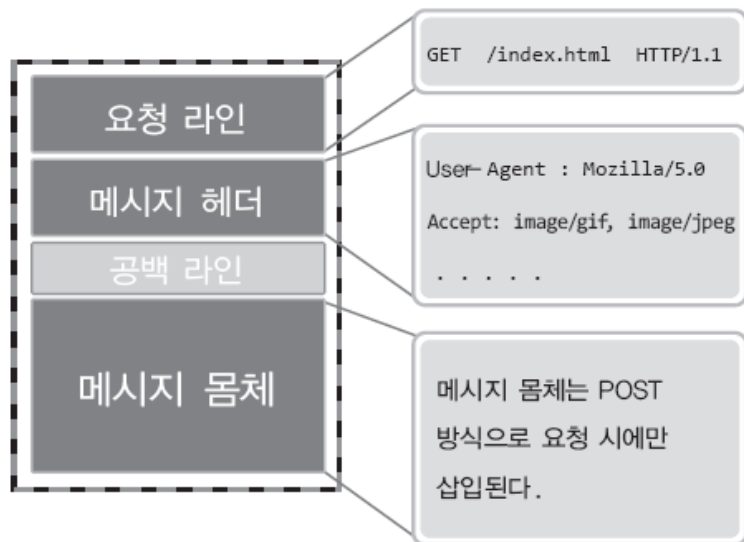 요청 라인
GET /index.html HTTP/1.1
메시지 헤더
User-Agent : Mozilla/5.0
Accept: image/gif, image/jpeg
. . . . .
공백 라인
메시지 몸체
메시지 몸체는 POST
방식으로 요청 시에만
삽입된다.